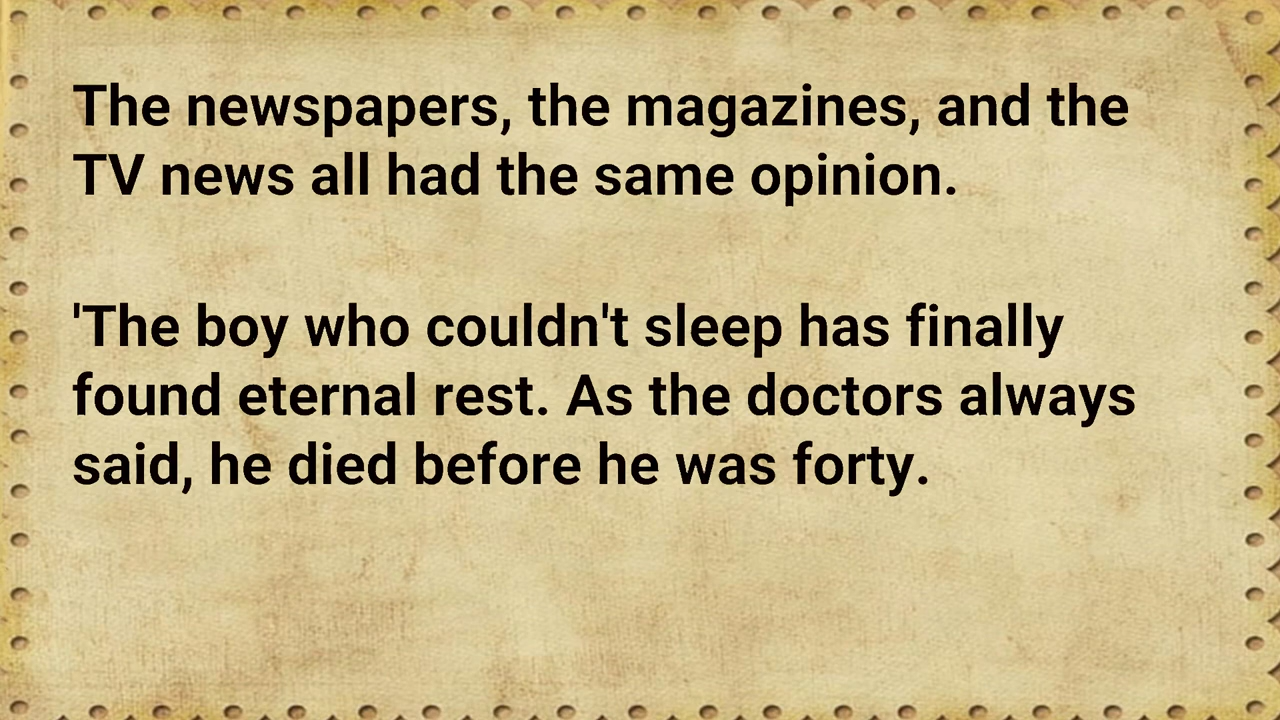 The newspapers, the magazines, and the
TV news all had the same opinion.
'The boy who couldn't sleep has finally
found eternal rest. As the doctors always
said, he died before he was forty.